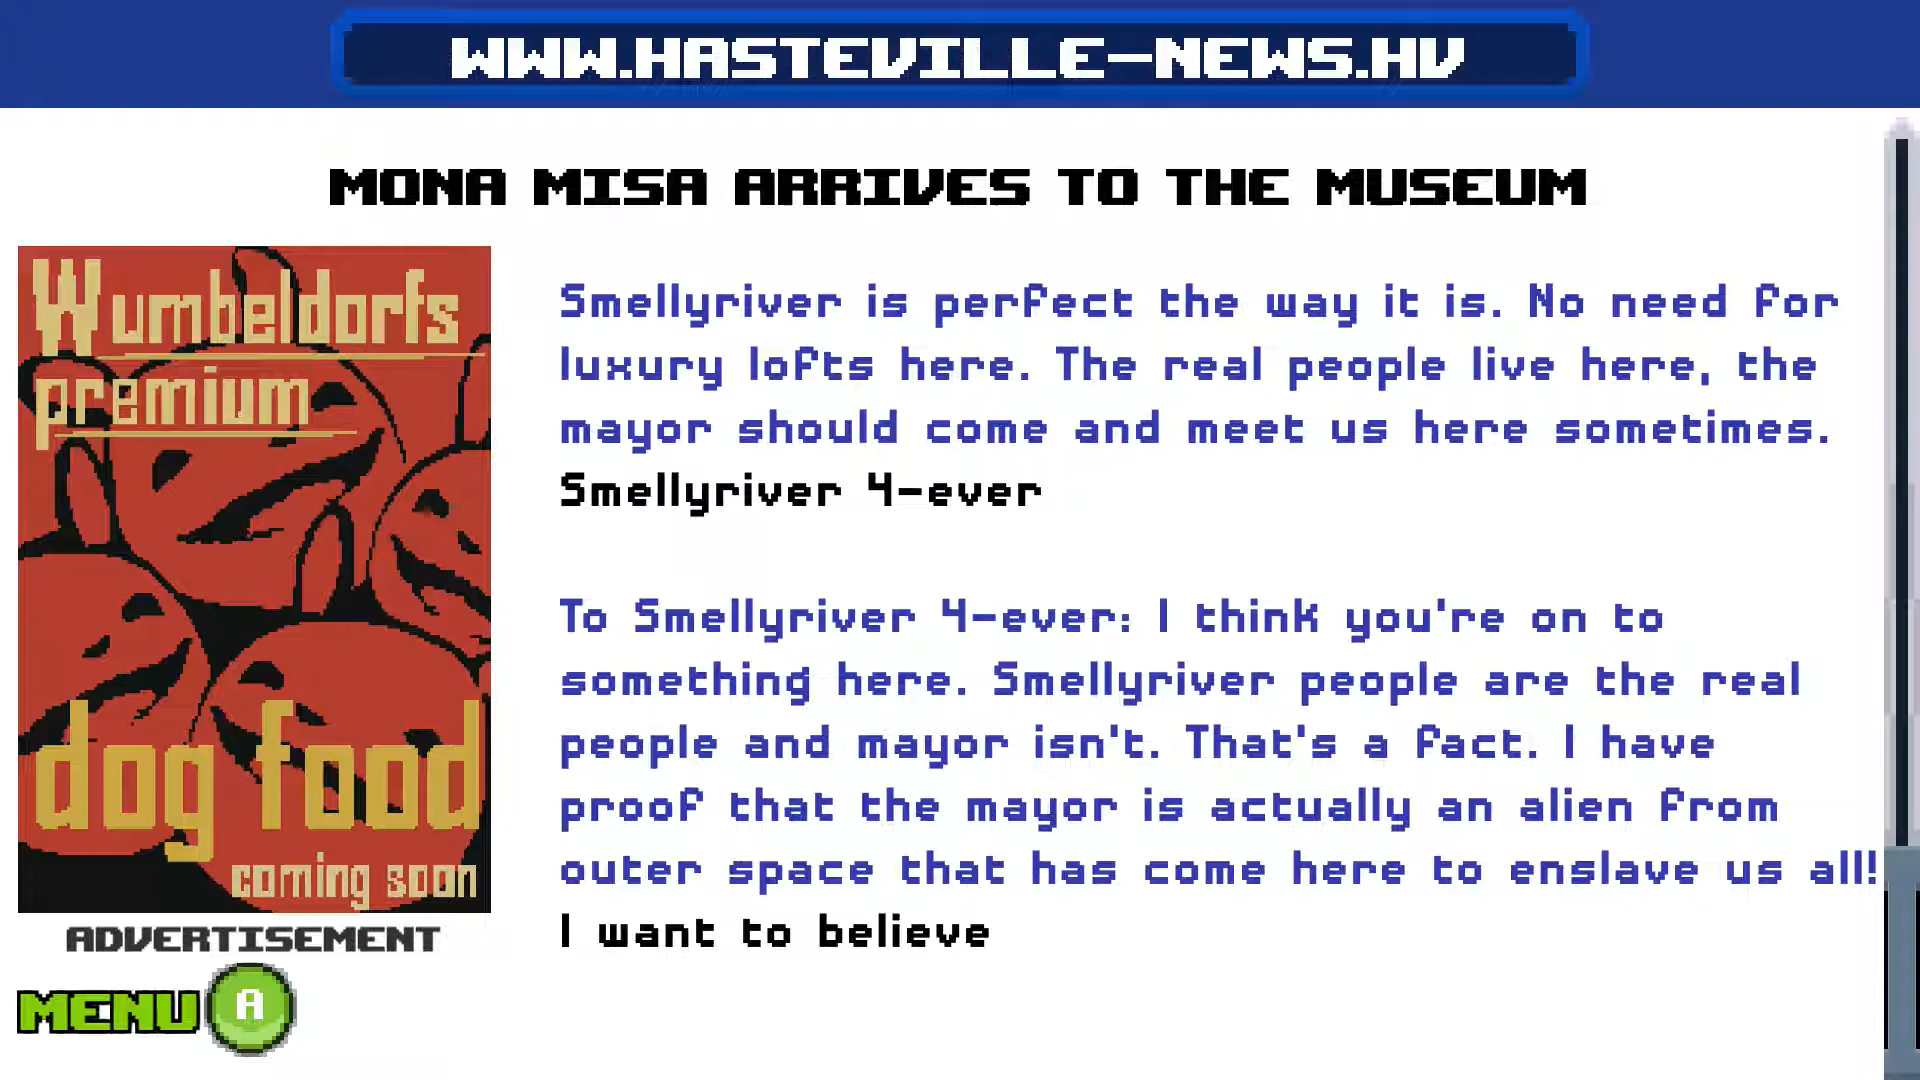 WWW.HASTEVILLE-NEWS.HV
MONA MISA ARRIVES TO THE MUSEUM
Wumbeldorfs
premium
dog food
coming soon
ADVERTISEMENT
MENU A
Smellyriver is perfect the way it is. No need for
luxury lofts here. The real people live here, the
mayor should come and meet us here sometimes.
Smellyriver 4-ever
To Smellyriver 4-ever: I think you're on to
something here. Smellyriver people are the real
people and mayor isn't. That's a fact. I have
proof that the mayor is actually an alien from
outer space that has come here to enslave us all!
I want to believe